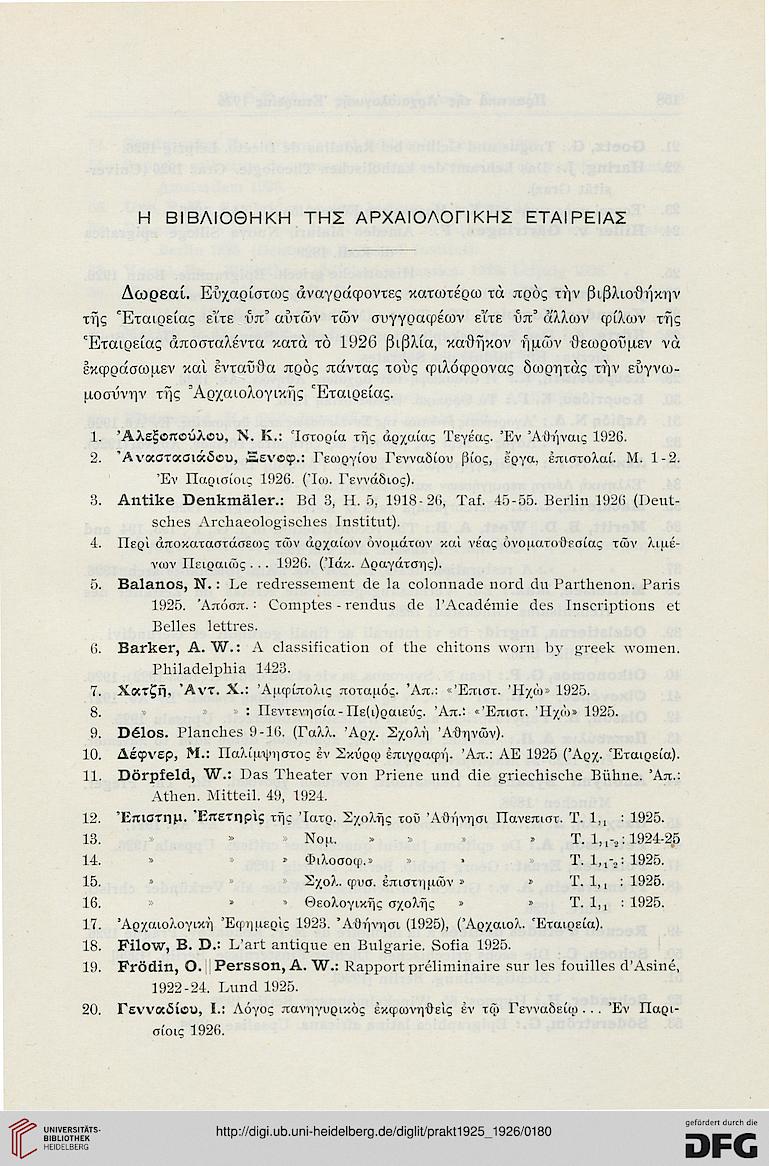 Η ΒΙΒΛΙΟΘΗΚΗ ΤΗΣ ΑΡΧΑΙΟΛΟΓΙΚΗΣ ΕΤΑΙΡΕΙΑΣ
Δωρεαί. Εὐχαρίστως ἀναγράφοντες κατωτέρω τὰ πρὸς τὴν βιβλιοθήκην
τῆς Ἑταιρείας εἴτε ὑπ' αὐτῶν τῶν συγγραφέων εἴτε ὑπ' ἄλλων φίλων τῆς
Ἑταιρείας ἀποσταλέντα κατὰ τὸ 1926 βιβλία, καθῆκον ἡμῶν θεωροῦμεν νὰ
ἐκφράσωμεν καὶ ἐνταῦθα πρὸς πάντας τοὺς φιλόφρονας δωρητὰς τὴν εὐγνω-
μοσύνην τῆς Ἀρχαιολογικῆς Ἑταιρείας.
1. Ἀλεξοπούλου, Ν. Κ.: Ἱστορία τῆς ἀρχαίας Τεγέας. Ἐν Ἀθήναις 1926.
2. Ἀναστασιάδου, Ξενοφ.: Γεωργίου Γενναδίου βίος, ἔργα, ἐπιστολαί. Μ. 1-2.
Ἐν Παρισίοις 1926. (Ἰω. Γεννάδιος).
3. Antike Denkmäler.: Bd 3, H. 5, 1918-26, Taf. 45-55. Berlin 1926 (Deut-
sches Archaeologisches Institut).
4. Περὶ ἀποκαταστάσεως τῶν ἀρχαίων ὀνομάτων καὶ νέας ὀνοματοθεσίας τῶν λιμέ-
νων Πειραιῶς... 1926. (Ἰάκ. Δραγάτσης).
5. Balanos, N.: Le redressement de la colonnade nord du Parthenon. Paris
1925. Ἀπόσπ.: Comptes-rendus de l'Académie des Inscriptions et
Belles lettres.
6. Barker, A. W.: A classification of the chitons worn by greek women.
Philadelphia 1423.
7. Χατζῆ, Ἀντ. Χ.: Ἀμφίπολις ποταμός. Ἀπ.: «Ἐπιστ. Ἠχὼ» 1925.
8. » » » : Πεντενησία-Πε(ι)ραιεύς. Ἀπ.: «Ἐπιστ. Ἠχὼ» 1925.
9. Délos. Planches 9-16. (Γαλλ. Ἀρχ. Σχολὴ Ἀθηνῶν).
10. Δέφνερ, Μ.: Παλίμψηστος ἐν Σκύρῳ ἐπιγραφή. Ἀπ.: ΑΕ 1925 (Ἀρχ. Ἑταιρεία).
11. Dörpfeld, W.: Das Theater von Priene und die griechische Bühne. Ἀπ.:
Athen. Mitteil. 49, 1924.
12. Ἐπιστημ. Ἐπετηρὶς τῆς Ἰατρ. Σχολῆς τοῦ Ἀθήνησι Πανεπιστ. Τ. 1,₁ : 1925.
13. » » » Νομ. » » » Τ. 1,₁-₂: 1924-25
14. » » » Φιλοσοφ. » » » » Τ. 1,₁-₂: 1925.
15. » » » Σχολ. φυσ. ἐπιστημῶν » » Τ. 1,₁ : 1925.
16. » » » Θεολογικῆς σχολῆς » » Τ. 1,₁ : 1925.
17. Ἀρχαιολογικὴ Ἐφημερὶς 1923. Ἀθήνησι (1925), (Ἀρχαιολ. Ἑταιρεία).
18. Filow, B. D.: L'art antique en Bulgarie. Sofia 1925.
19. Frödin, O. || Persson, A. W.: Rapport préliminaire sur les fouilles d'Asiné,
1922-24. Lund 1925.
20. Γενναδίου, Ι.: Λόγος πανηγυρικὸς ἐκφωνηθεὶς ἐν τῷ Γενναδείῳ... Ἐν Παρι-
σίοις 1926.
UNIVERSITÄTS-
BIBLIOTHEK
HEIDELBERG
http://digi.ub.uni-heidelberg.de/diglit/prakt1925_1926/0180
gefördert durch die
DFG